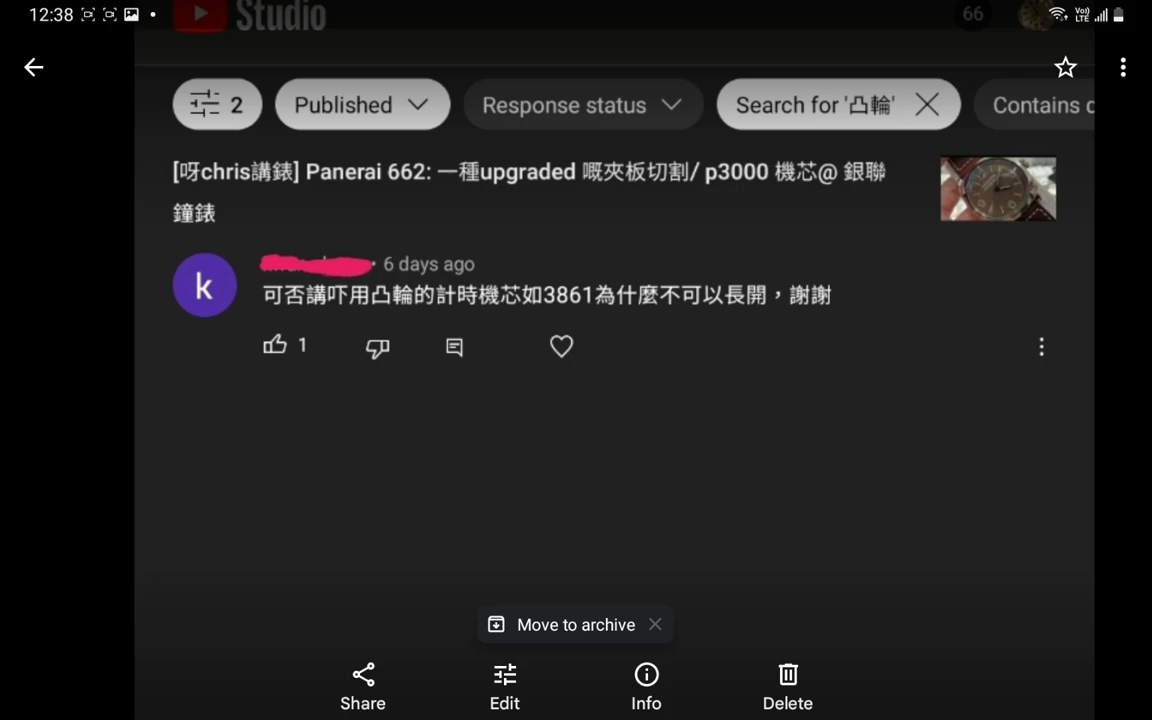 12:38
Vo)) LTE
Studio
66
2
Published
Response status
Search for '凸輪'
Contains
[呀chris講錶] Panerai 662: 一種upgraded 嘅夾板切割/ p3000 機芯@ 銀聯
鐘錶
k
• 6 days ago
可否講吓用凸輪的計時機芯如3861為什麼不可以長開，謝謝
1
Move to archive
Share
Edit
Info
Delete